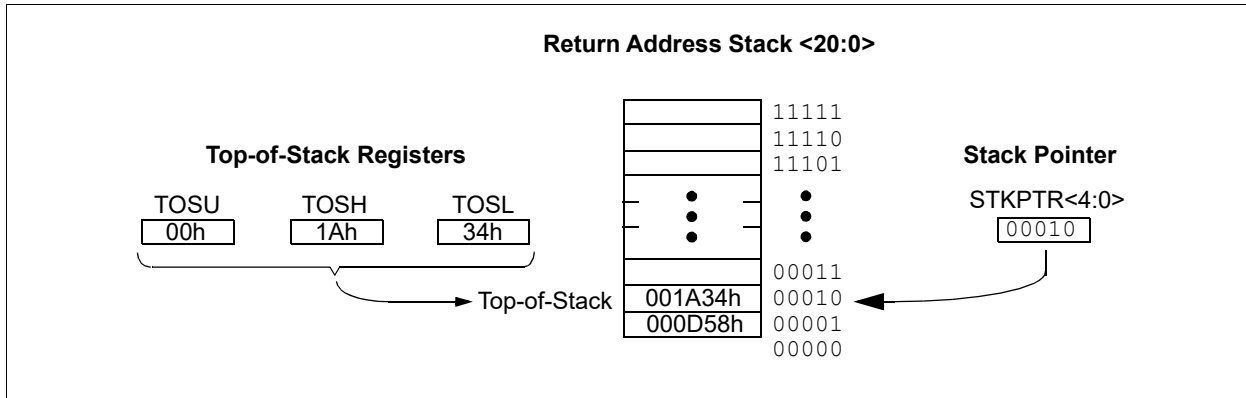 Return Address Stack <20:0>
11111
11110
11101
Top-of-Stack Registers
Stack Pointer
TOSU TOSH TOSL
00h 1Ah 34h
STKPTR<4:0>
00010
00011
Top-of-Stack 001A34h 00010
000D58h 00001
00000